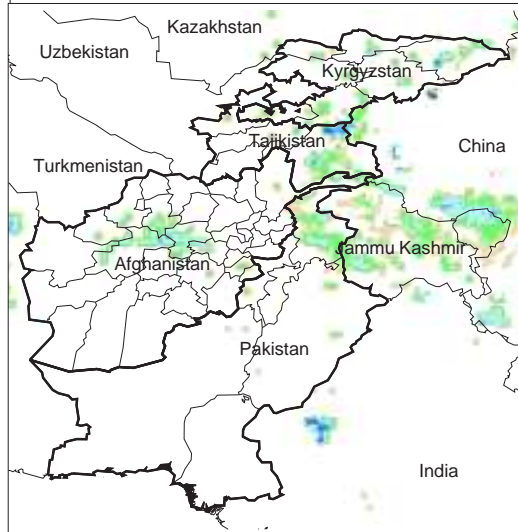 Kazakhstan
Uzbekistan
Kyrgyzstan
Tajikistan
China
Turkmenistan
Jammu Kashmir
Afghanistan
Pakistan
India